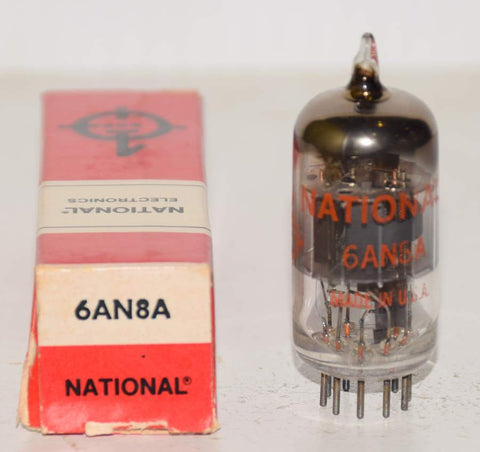 NATIONAL®
ELECTRONICS
6AN8A
NATIONAL®
NATIONAL
6AN8A
MADE IN U.S.A.